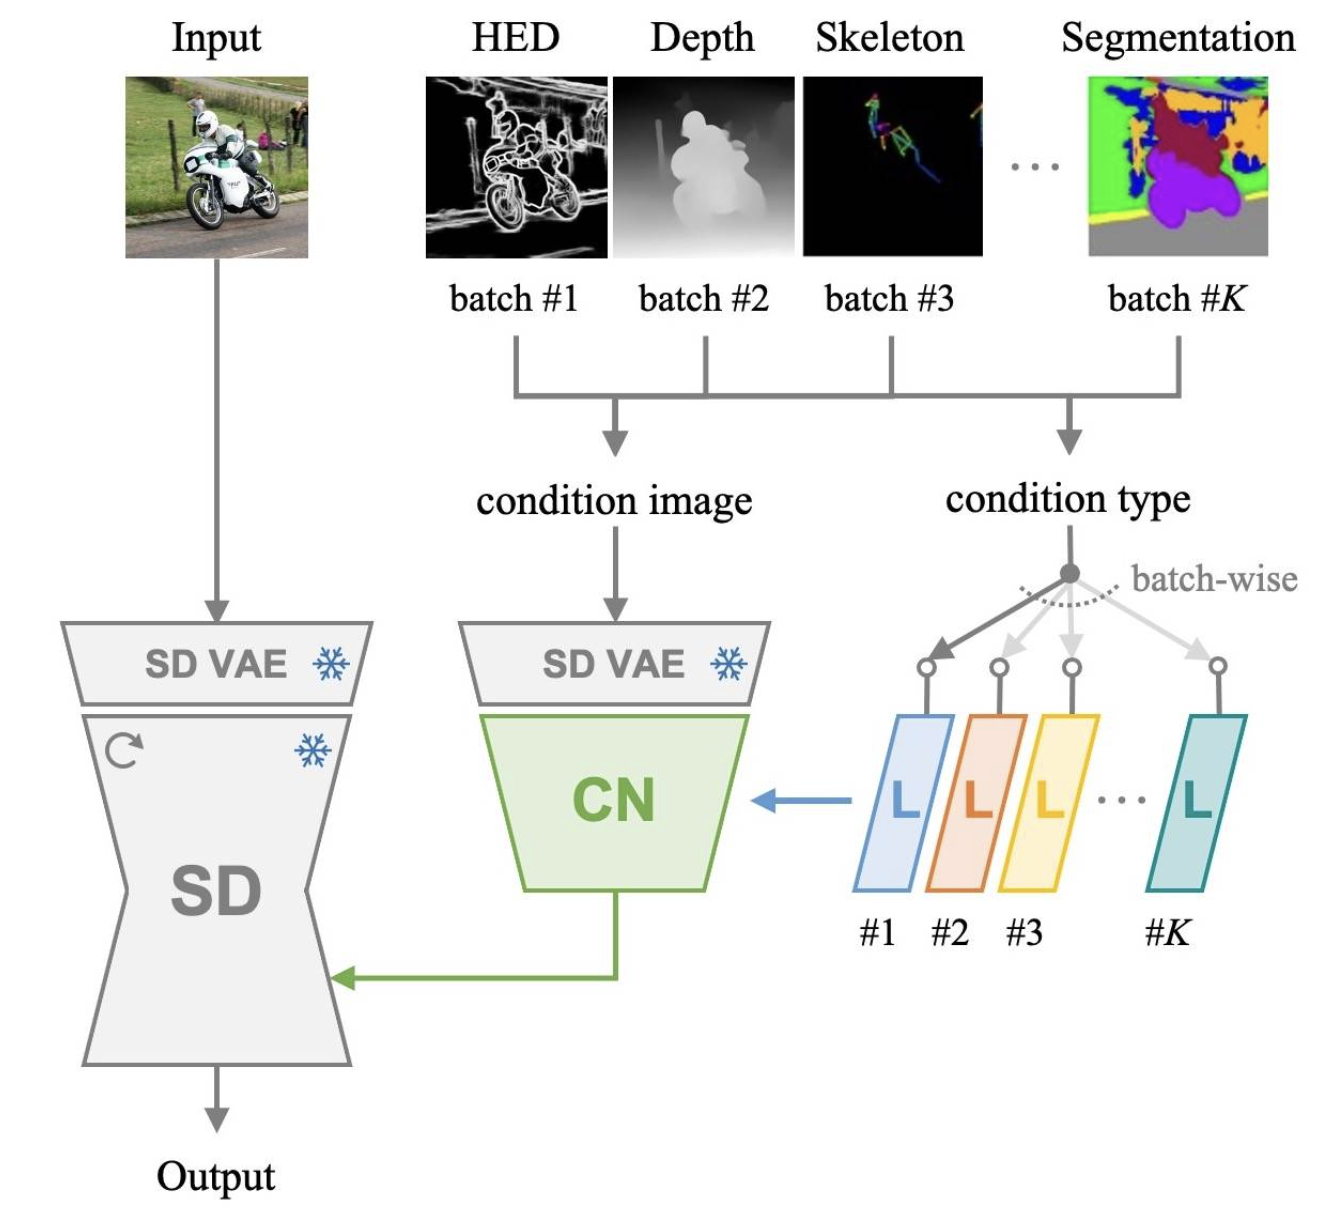 Input
HED Depth Skeleton Segmentation
batch #1 batch #2 batch #3 batch #K
condition image condition type
batch-wise
SD VAE SD VAE
CN L L L L
SD
#1 #2 #3 #K
Output